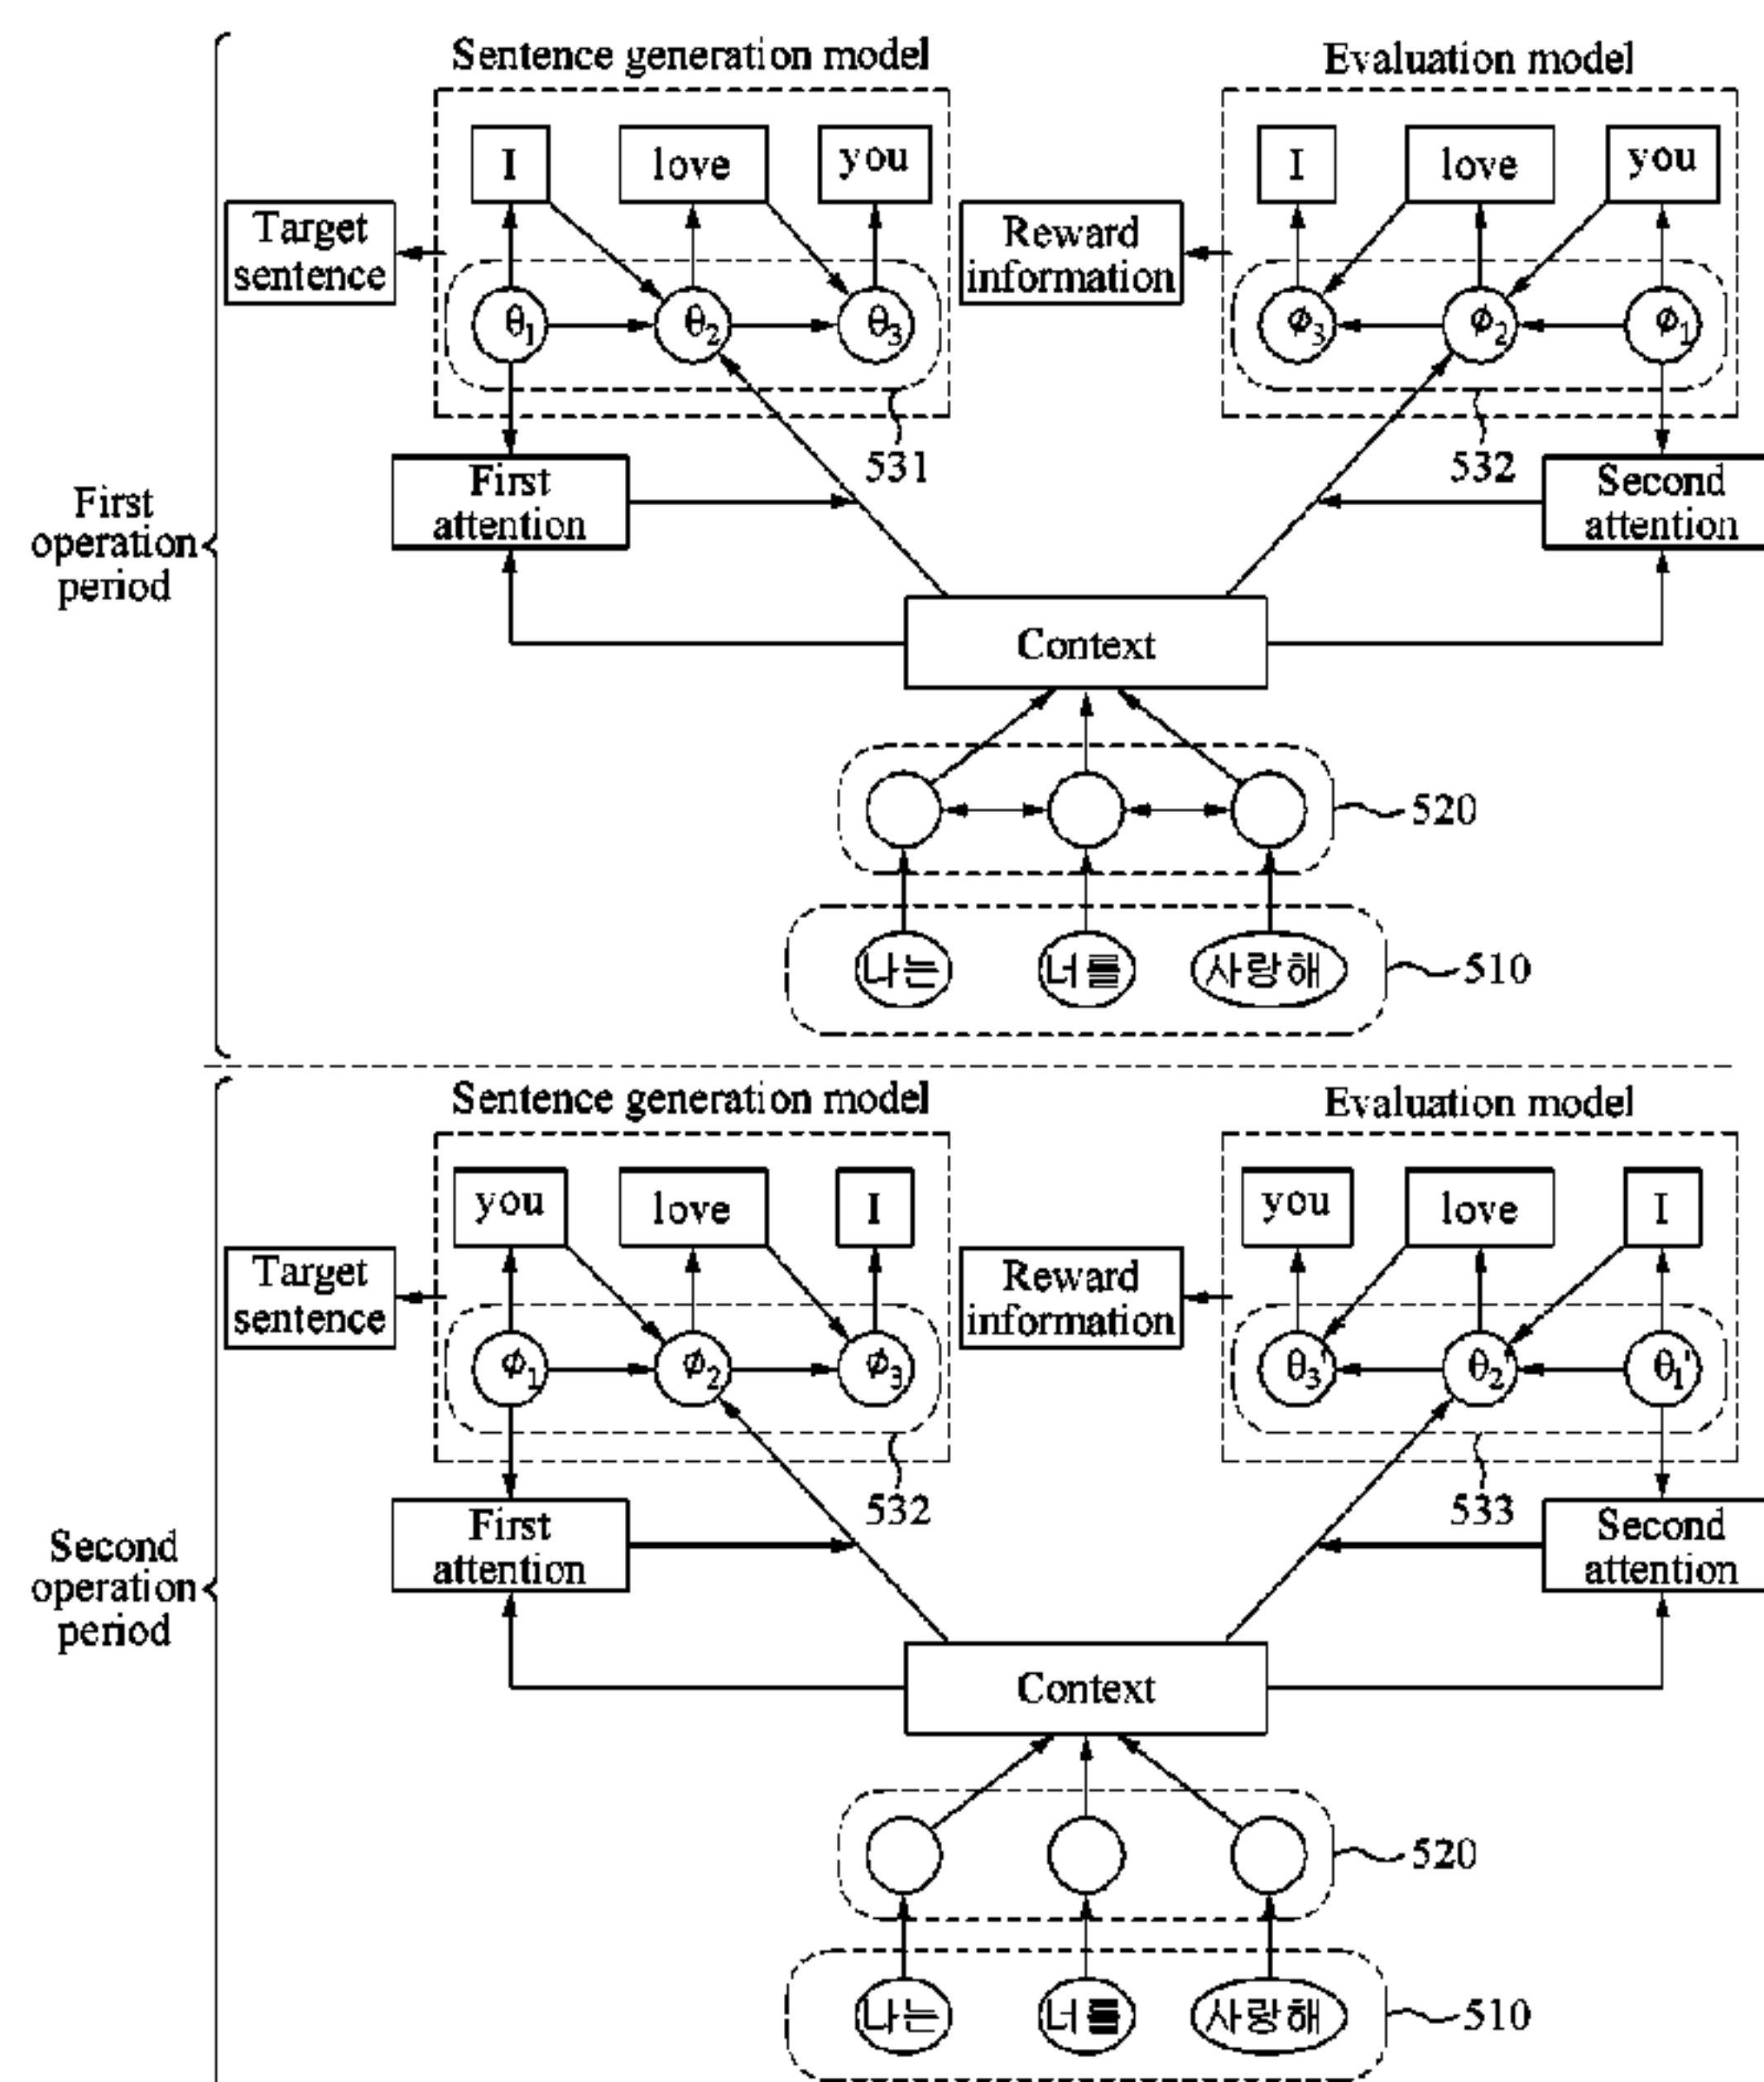 Sentence generation model
Evaluation model
I
love
you
I
love
you
Target
sentence
Reward
information
θ1
θ2
θ3
ϕ3
ϕ2
ϕ1
531
532
First
attention
Second
attention
First
operation
period
Context
520
나는
너를
사랑해
510
Sentence generation model
Evaluation model
you
love
I
you
love
I
Target
sentence
Reward
information
ϕ1
ϕ2
ϕ3
θ3'
θ2'
θ1'
532
533
First
attention
Second
attention
Second
operation
period
Context
520
나는
너를
사랑해
510